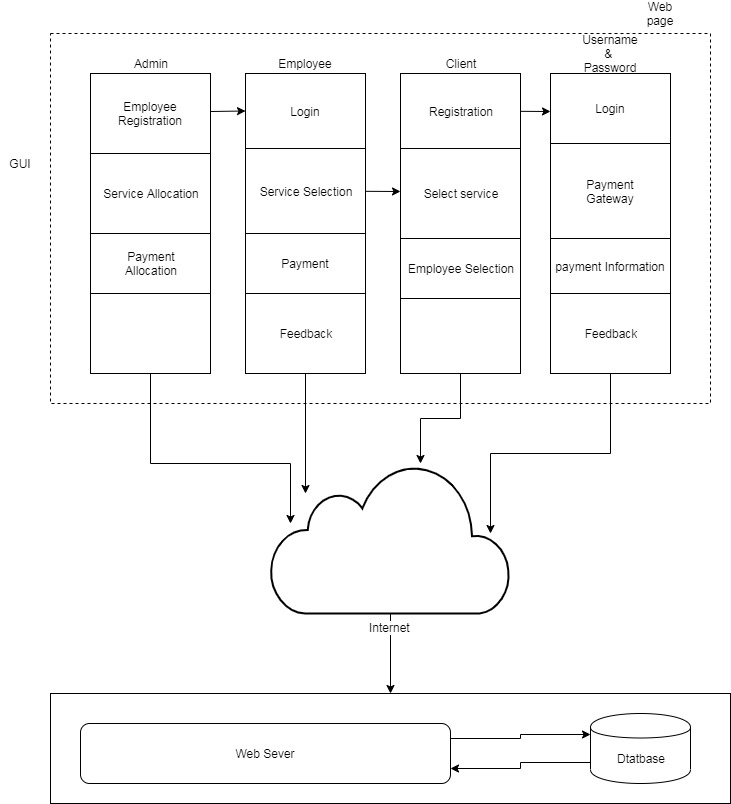 Web
page
Username
&
Password
Admin
Employee
Client
GUI
Employee
Registration
Service Allocation
Payment
Allocation
Login
Service Selection
Payment
Feedback
Registration
Select service
Employee Selection
Login
Payment
Gateway
payment Information
Feedback
Internet
Web Sever
Dtatbase